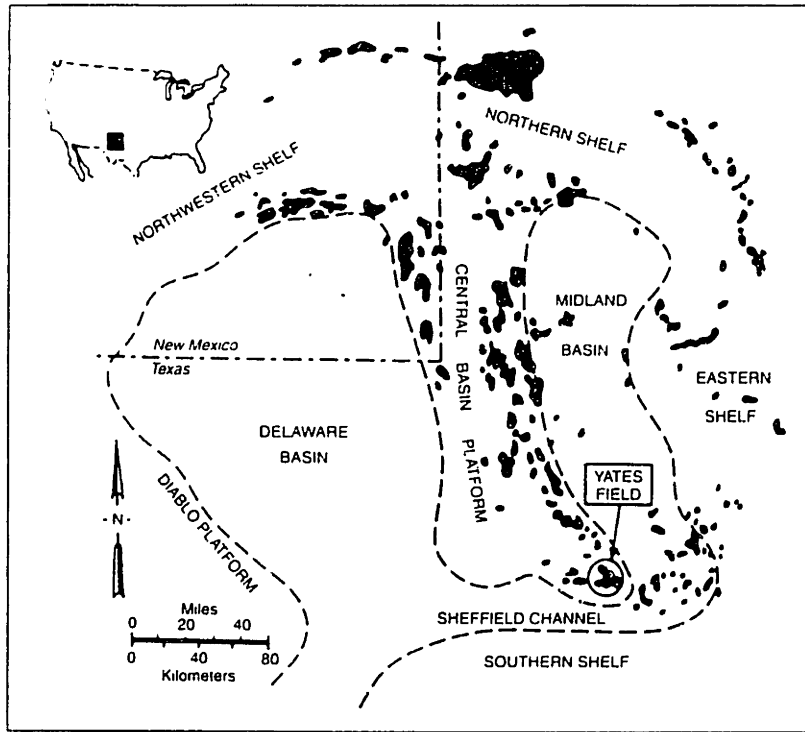 NORTHERN SHELF
NORTHWESTERN SHELF
CENTRAL BASIN PLATFORM
MIDLAND
BASIN
New Mexico
Texas
EASTERN
SHELF
DELAWARE
BASIN
YATES
FIELD
DIABLO PLATFORM
-N-
Miles
0 20 40
0 40 80
Kilometers
SHEFFIELD CHANNEL
SOUTHERN SHELF